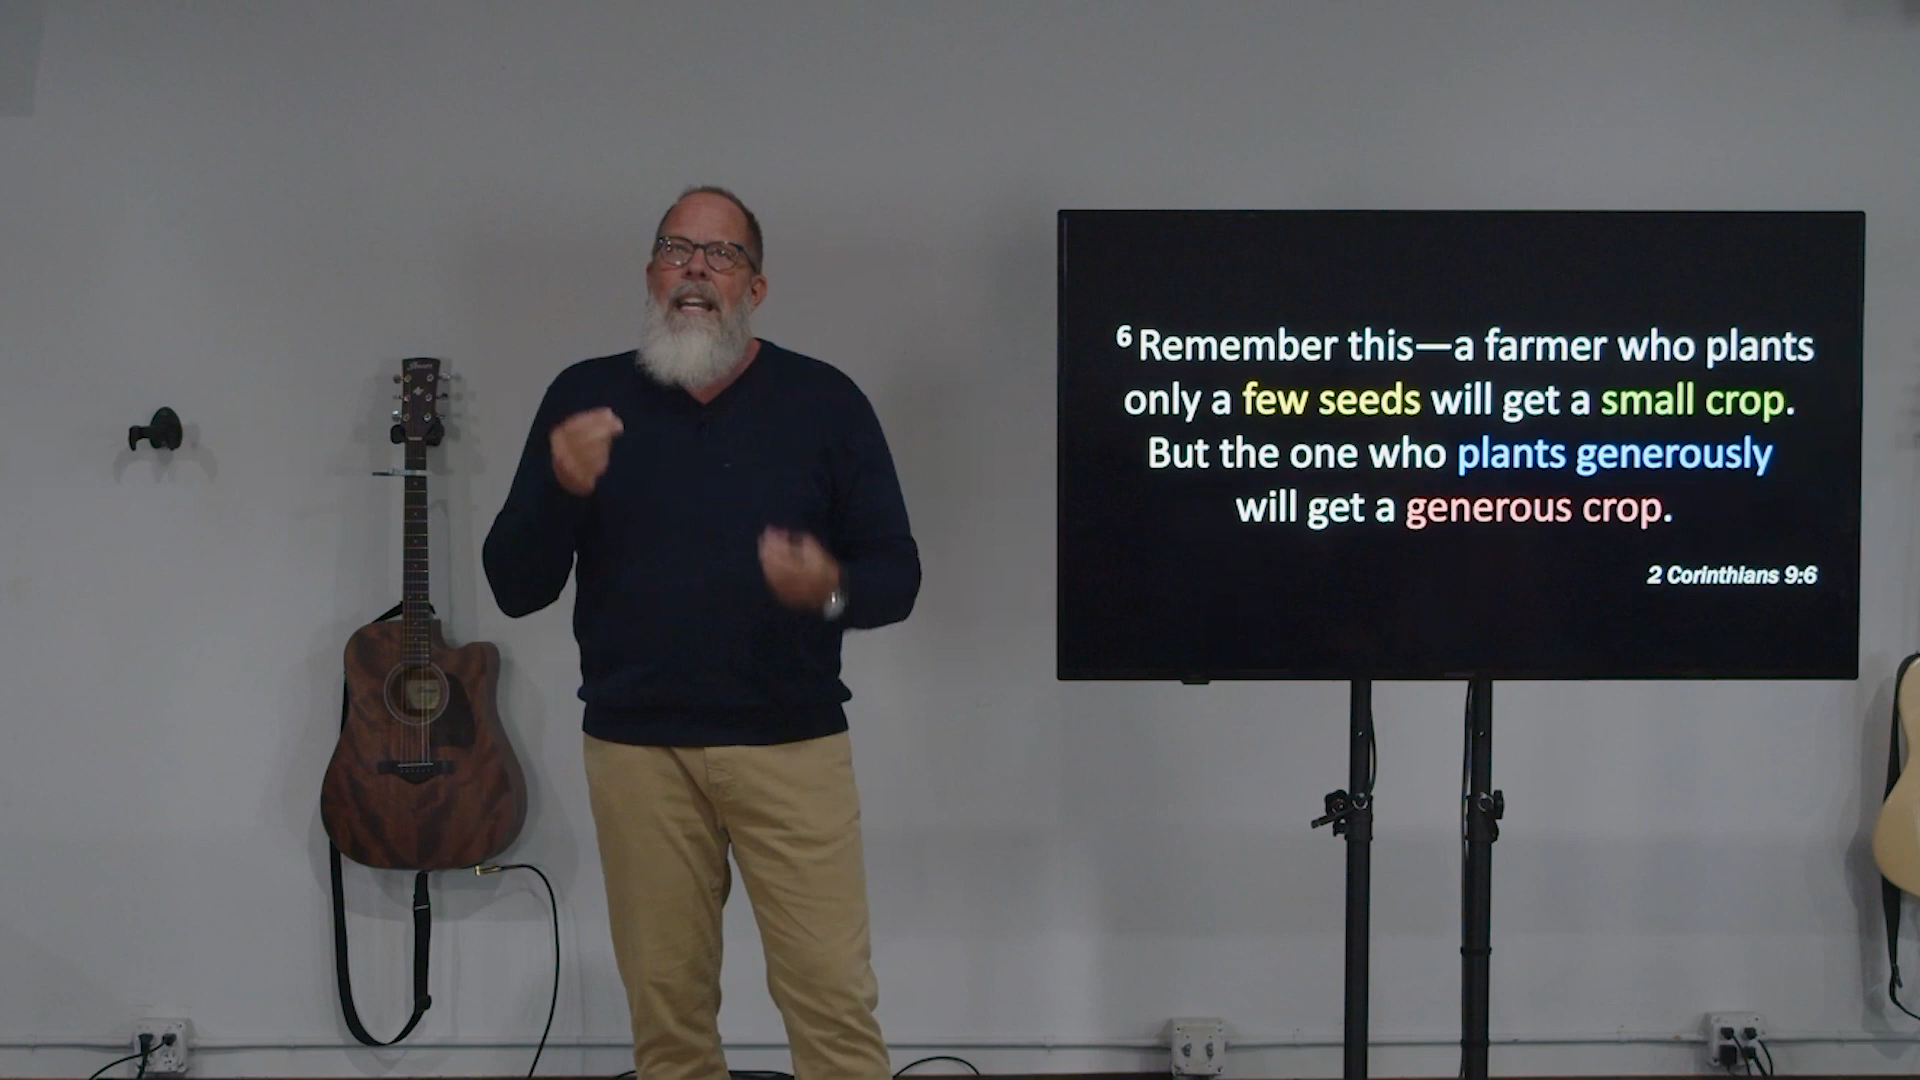 6 Remember this—a farmer who plants
only a few seeds will get a small crop.
But the one who plants generously
will get a generous crop.
2 Corinthians 9:6